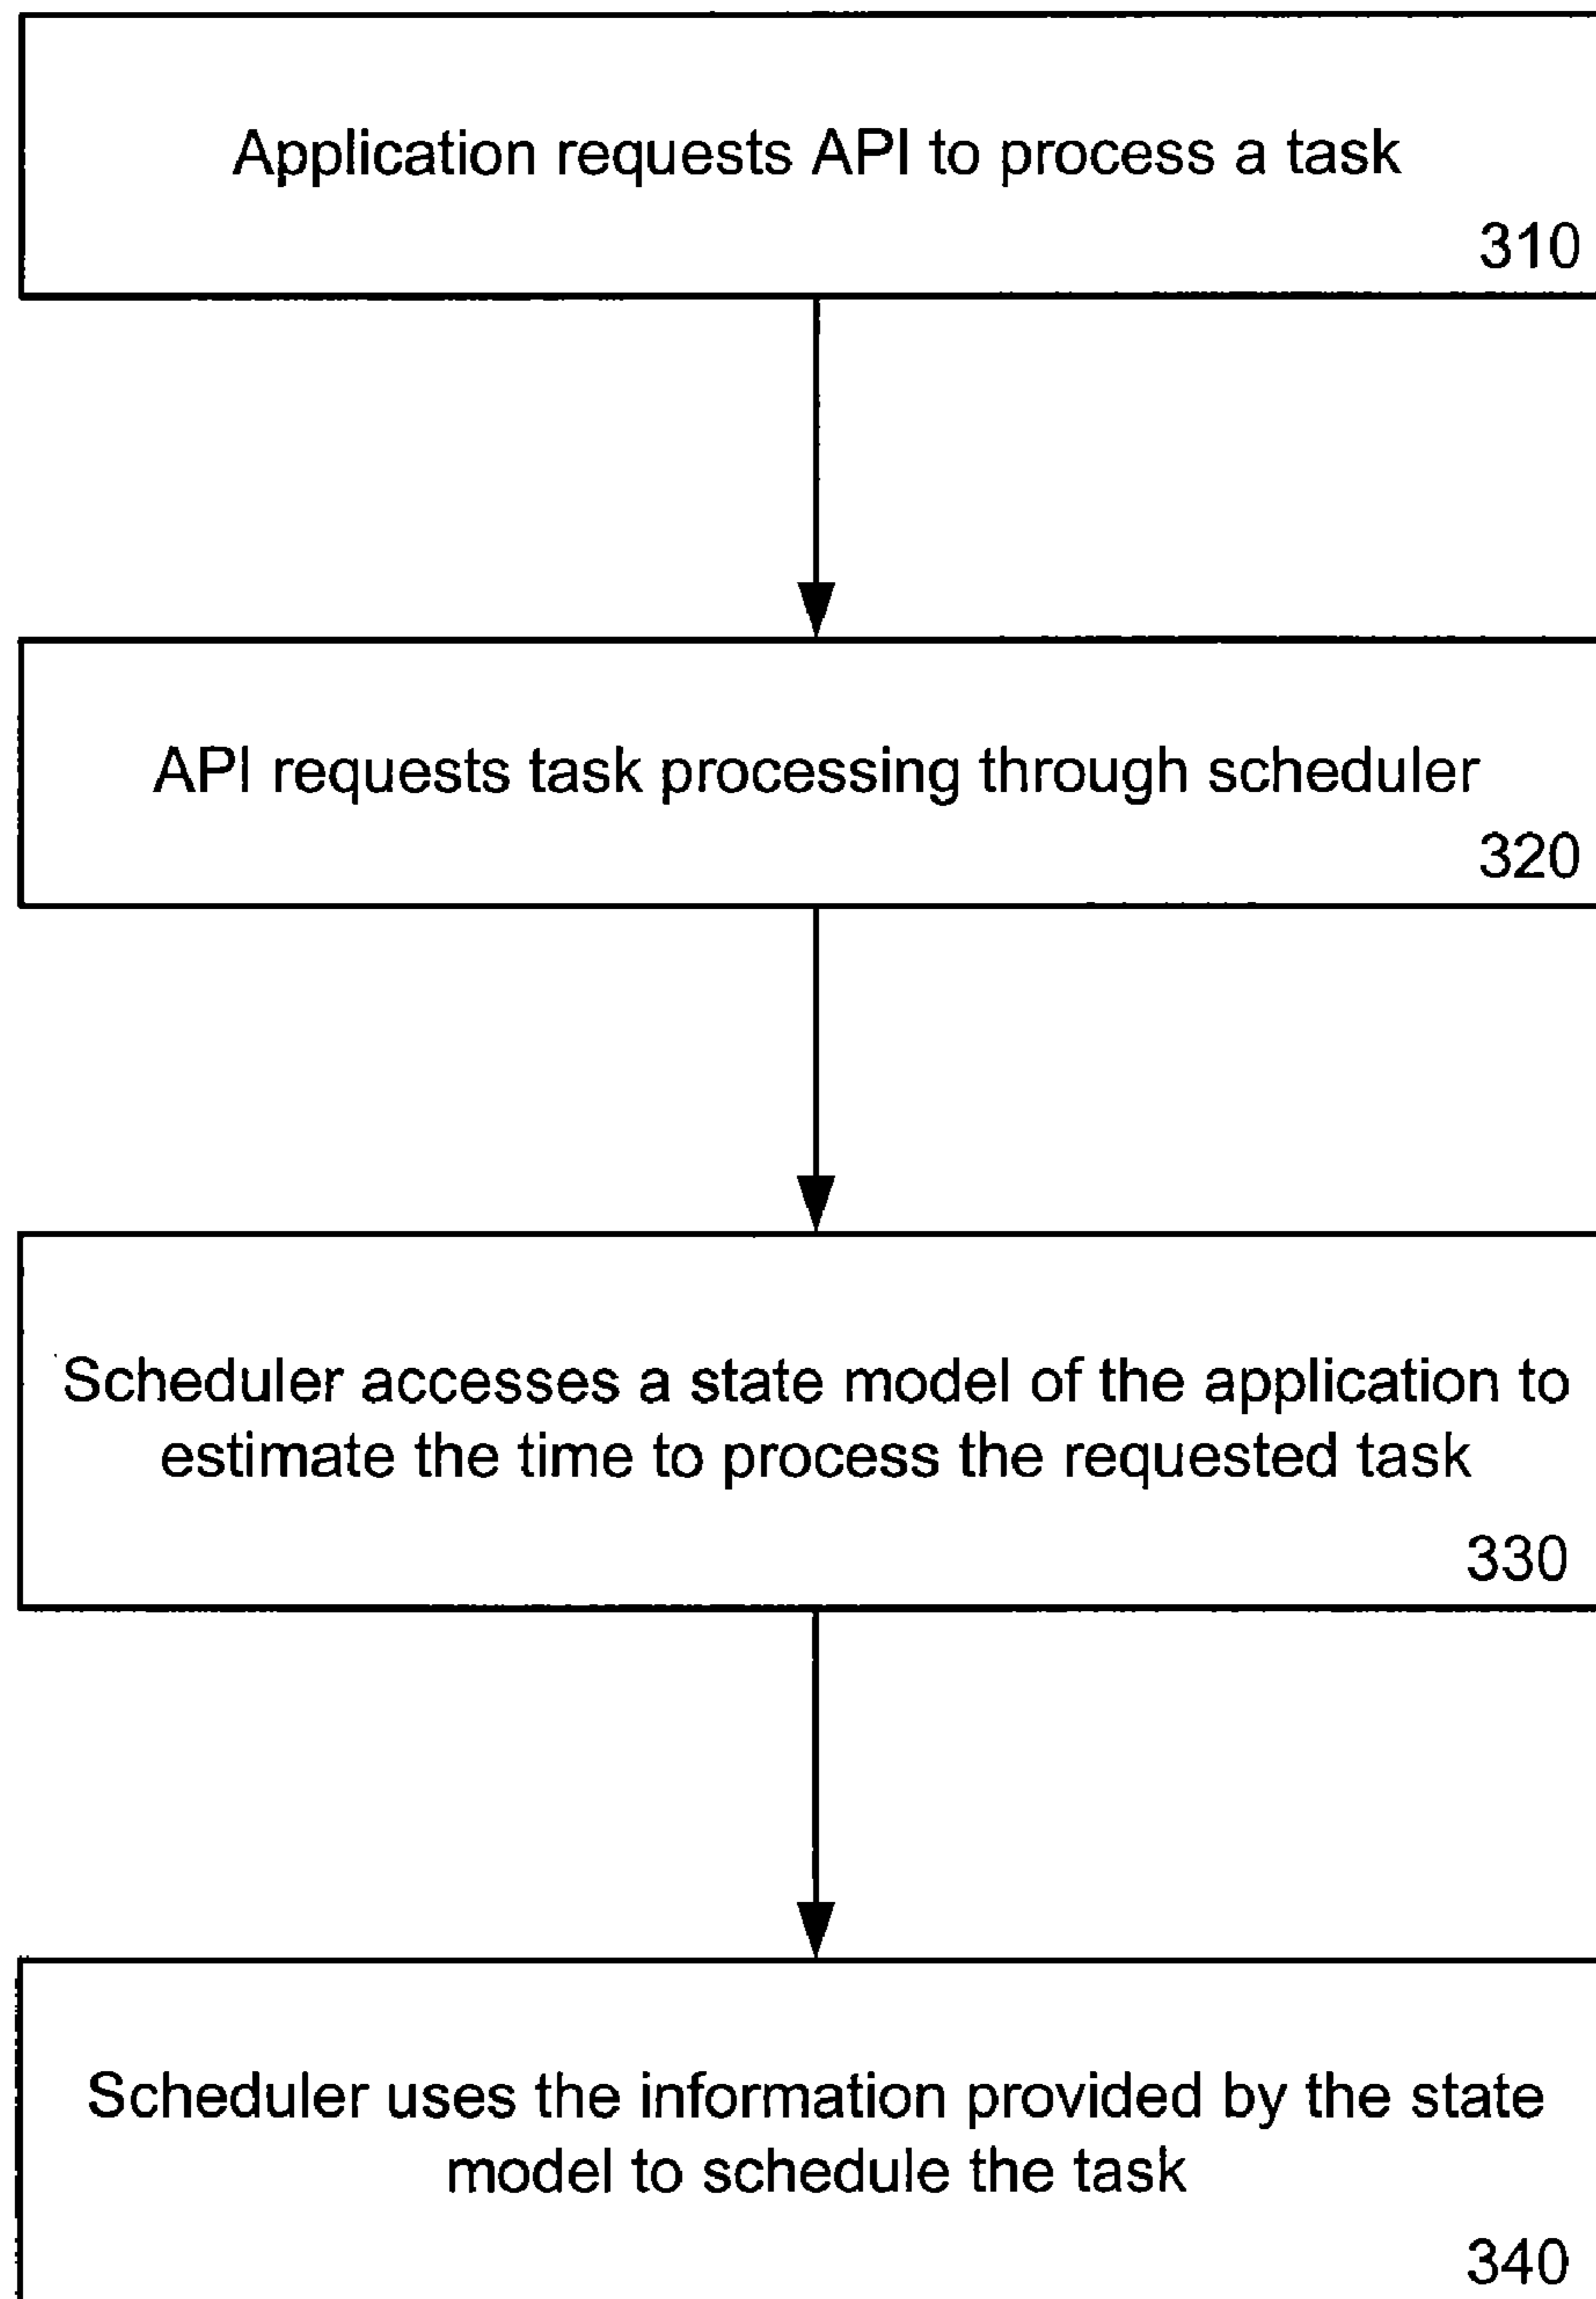 Application requests API to process a task
310
API requests task processing through scheduler
320
Scheduler accesses a state model of the application to
estimate the time to process the requested task
330
Scheduler uses the information provided by the state
model to schedule the task
340